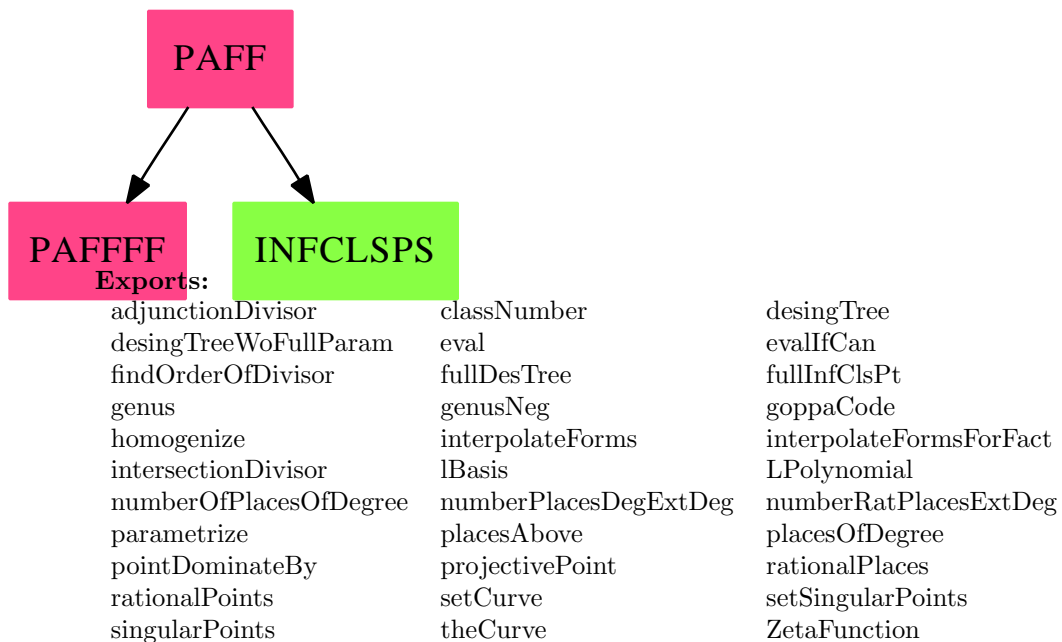 PAFF
PAFFFF INFCLSPS
Exports:
adjunctionDivisor classNumber desingTree
desingTreeWoFullParam eval evalIfCan
findOrderOfDivisor fullDesTree fullInfClsPt
genus genusNeg goppaCode
homogenize interpolateForms interpolateFormsForFact
intersectionDivisor lBasis LPolynomial
numberOfPlacesOfDegree numberPlacesDegExtDeg numberRatPlacesExtDeg
parametrize placesAbove placesOfDegree
pointDominateBy projectivePoint rationalPlaces
rationalPoints setCurve setSingularPoints
singularPoints theCurve ZetaFunction